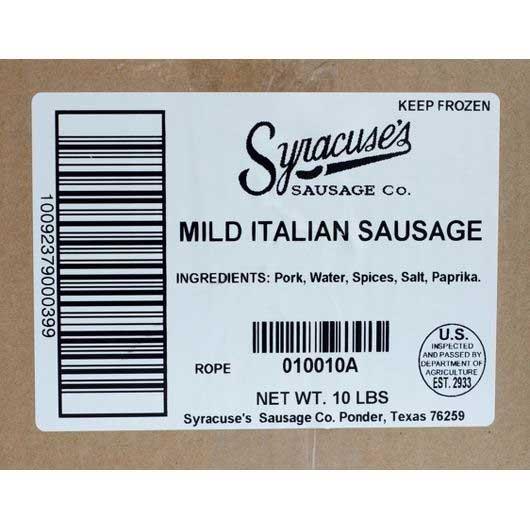 KEEP FROZEN
Syracuse's
SAUSAGE CO.
MILD ITALIAN SAUSAGE
INGREDIENTS: Pork, Water, Spices, Salt, Paprika.
10092379000399
ROPE
010010A
U.S.
INSPECTED
AND PASSED BY
DEPARTMENT OF
AGRICULTURE
EST. 2933
NET WT. 10 LBS
Syracuse's Sausage Co. Ponder, Texas 76259